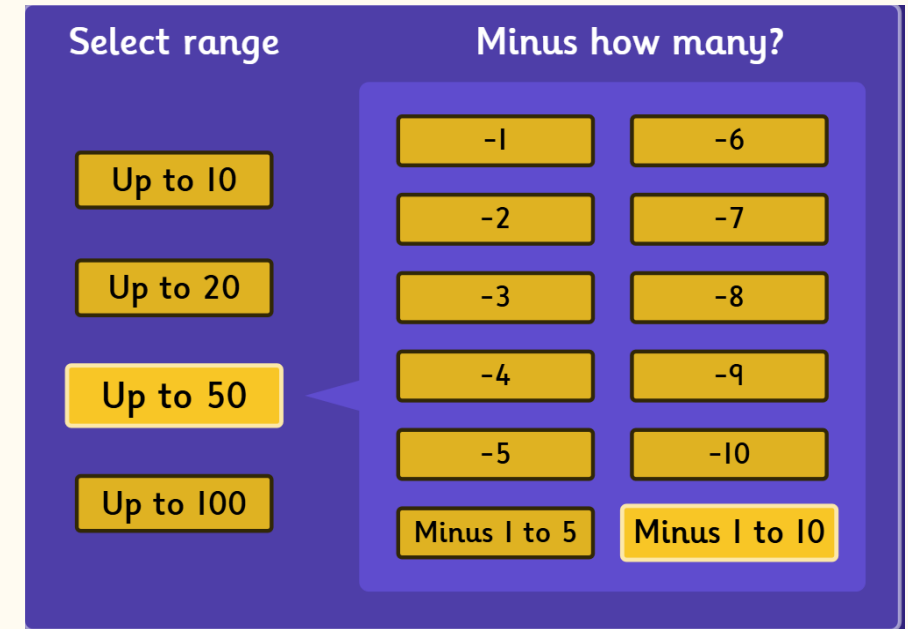 Select range
Minus how many?
Up to 10
Up to 20
Up to 50
Up to 100
-1
-6
-2
-7
-3
-8
-4
-9
-5
-10
Minus 1 to 5
Minus 1 to 10